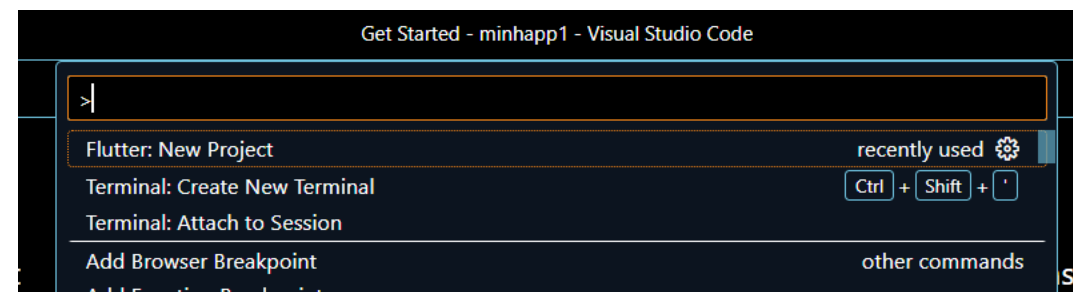 Get Started - minhapp1 - Visual Studio Code
>
Flutter: New Project recently used
Terminal: Create New Terminal Ctrl + Shift + '
Terminal: Attach to Session
Add Browser Breakpoint other commands